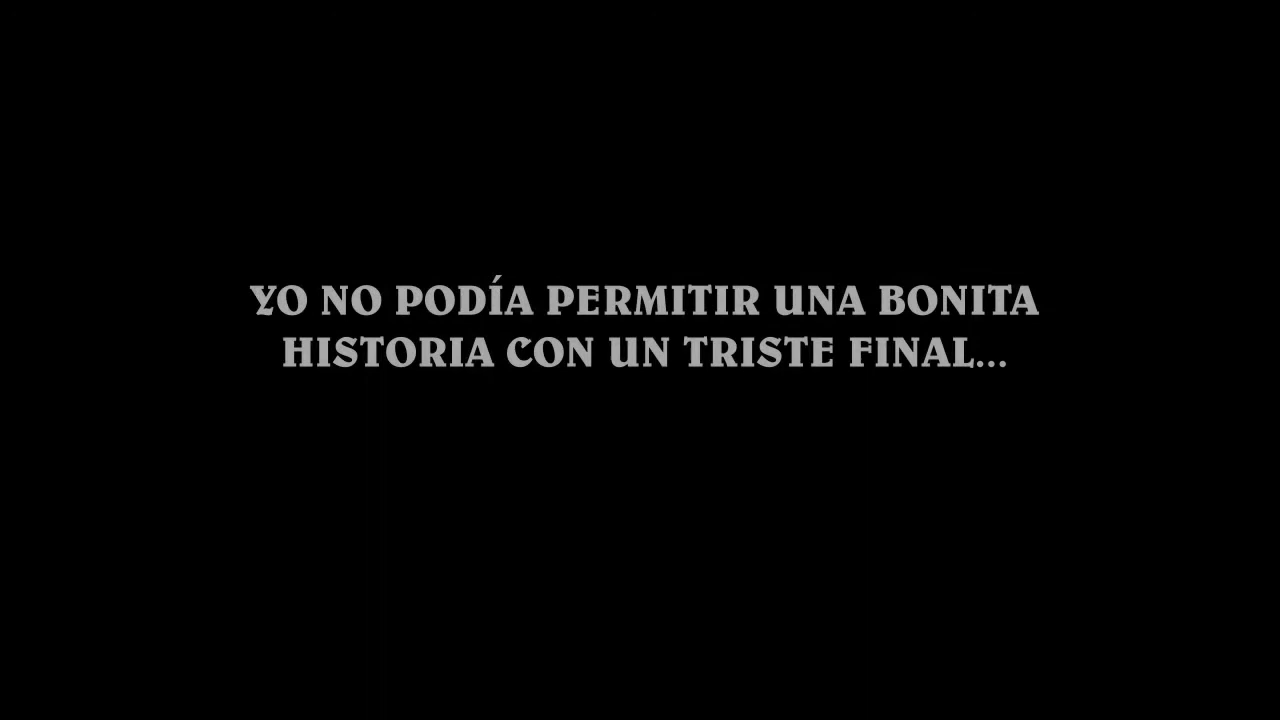 YO NO PODÍA PERMITIR UNA BONITA
HISTORIA CON UN TRISTE FINAL...